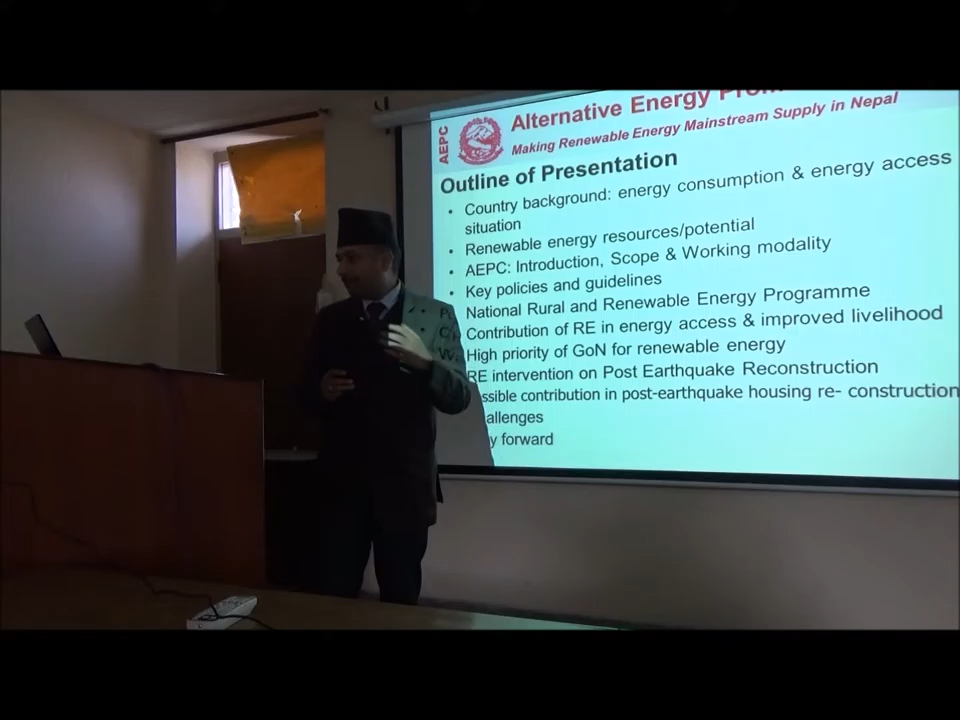 AEPC
Alternative Energy
Making Renewable Energy Mainstream Supply in Nepal
Outline of Presentation
• Country background: energy consumption & energy access
situation
• Renewable energy resources/potential
• AEPC: Introduction, Scope & Working modality
• Key policies and guidelines
National Rural and Renewable Energy Programme
Contribution of RE in energy access & improved livelihood
High priority of GoN for renewable energy
RE intervention on Post Earthquake Reconstruction
contribution in post-earthquake housing re- construction
forward